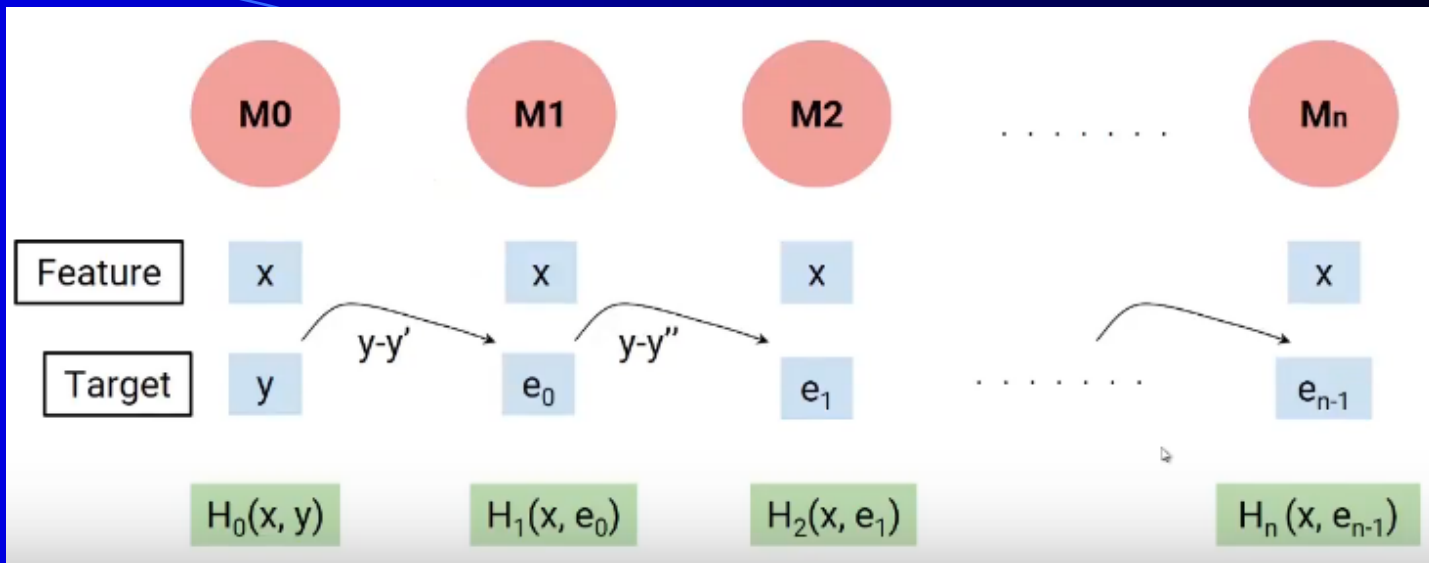 M0 M1 M2 . . . . . . . Mn
Feature x x x x
y-y' y-y''
Target y e₀ e₁ . . . . . . . eₙ₋₁
H₀(x, y) H₁(x, e₀) H₂(x, e₁) Hₙ (x, eₙ₋₁)